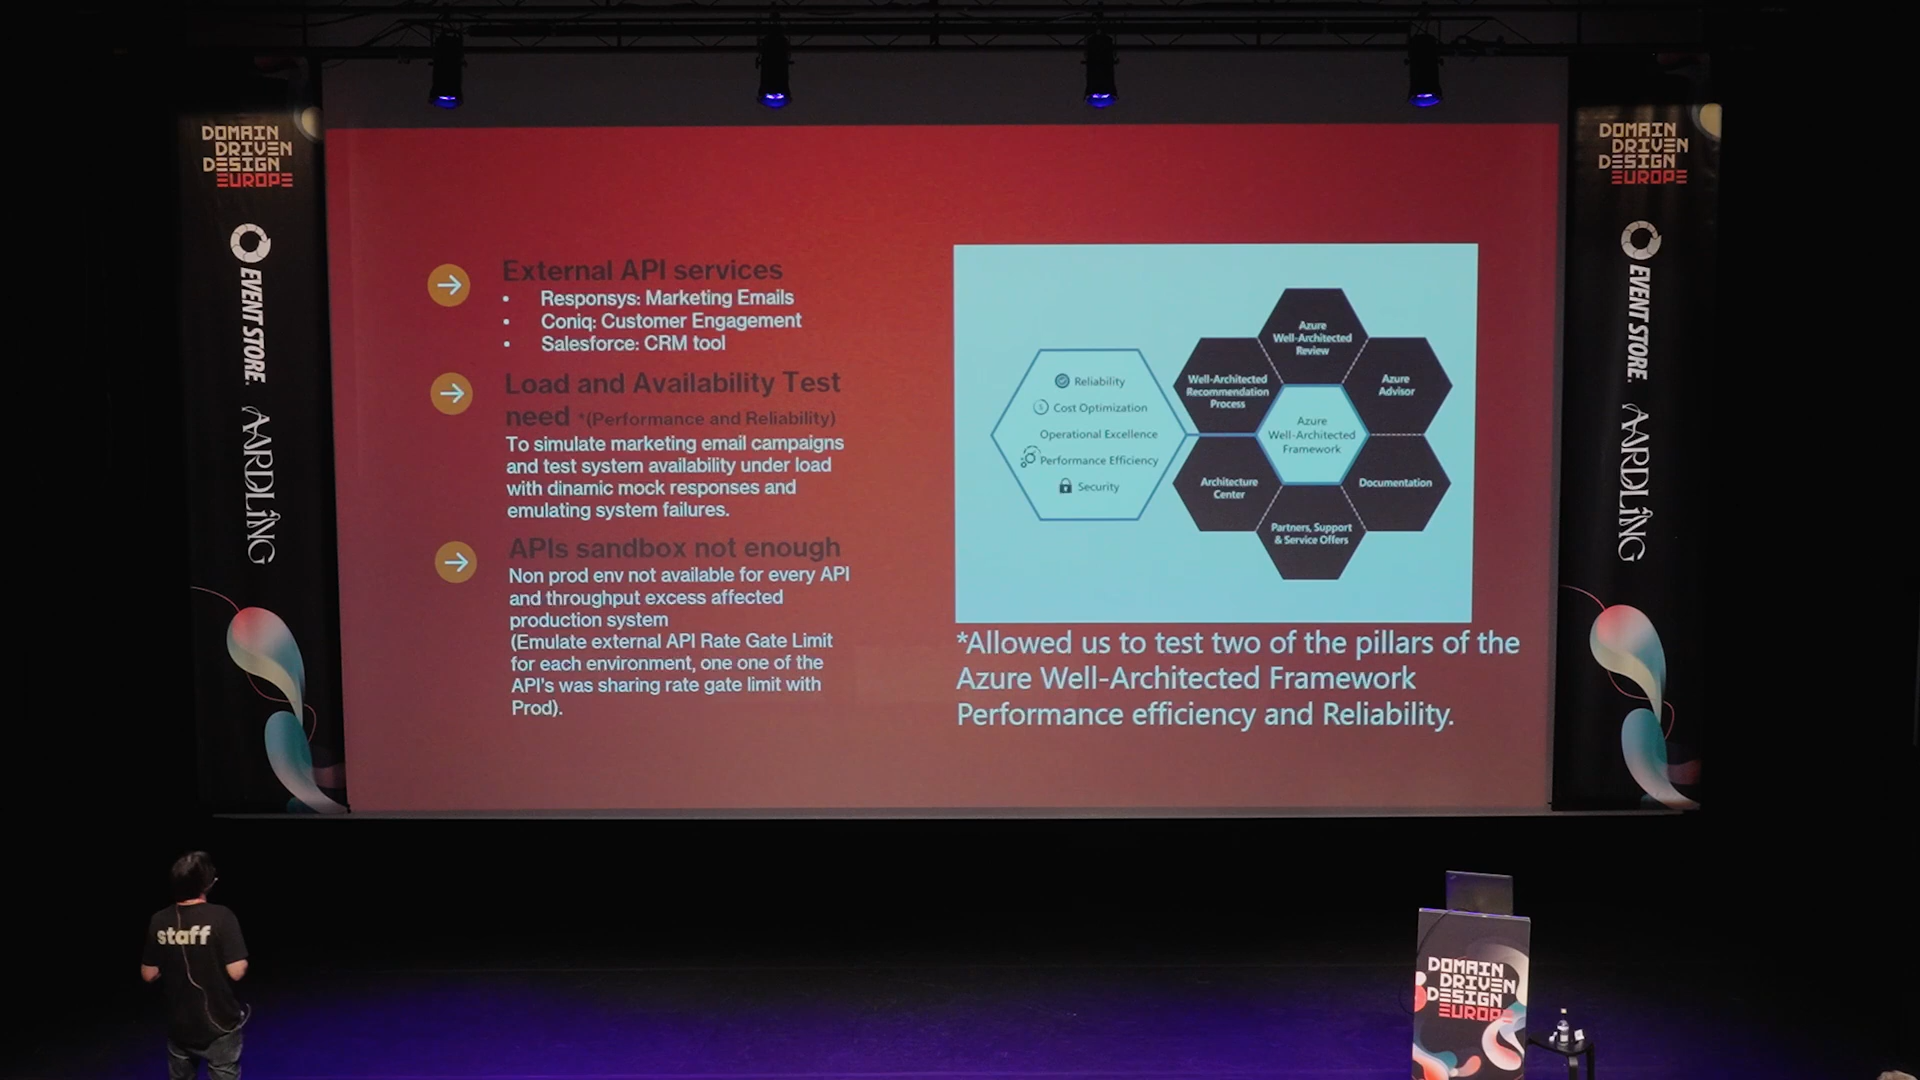 DOMAIN
DRIVEN
DESIGN
EUROPE
EVENT STORE.
AARDLING
External API services
• Responsys: Marketing Emails
• Coniq: Customer Engagement
• Salesforce: CRM tool
Load and Availability Test
need *(Performance and Reliability)
To simulate marketing email campaigns
and test system availability under load
with dinamic mock responses and
emulating system failures.
APIs sandbox not enough
Non prod env not available for every API
and throughput excess affected
production system
(Emulate external API Rate Gate Limit
for each environment, one one of the
API's was sharing rate gate limit with
Prod).
Reliability
Cost Optimization
Operational Excellence
Performance Efficiency
Security
Azure
Well-Architected
Review
Well-Architected
Recommendation
Process
Azure
Advisor
Azure
Well-Architected
Framework
Architecture
Center
Documentation
Partners, Support
& Service Offers
*Allowed us to test two of the pillars of the
Azure Well-Architected Framework
Performance efficiency and Reliability.
DOMAIN
DRIVEN
DESIGN
EUROPE
EVENT STORE.
AARDLING
staff
DOMAIN
DRIVEN
DESIGN
EUROPE